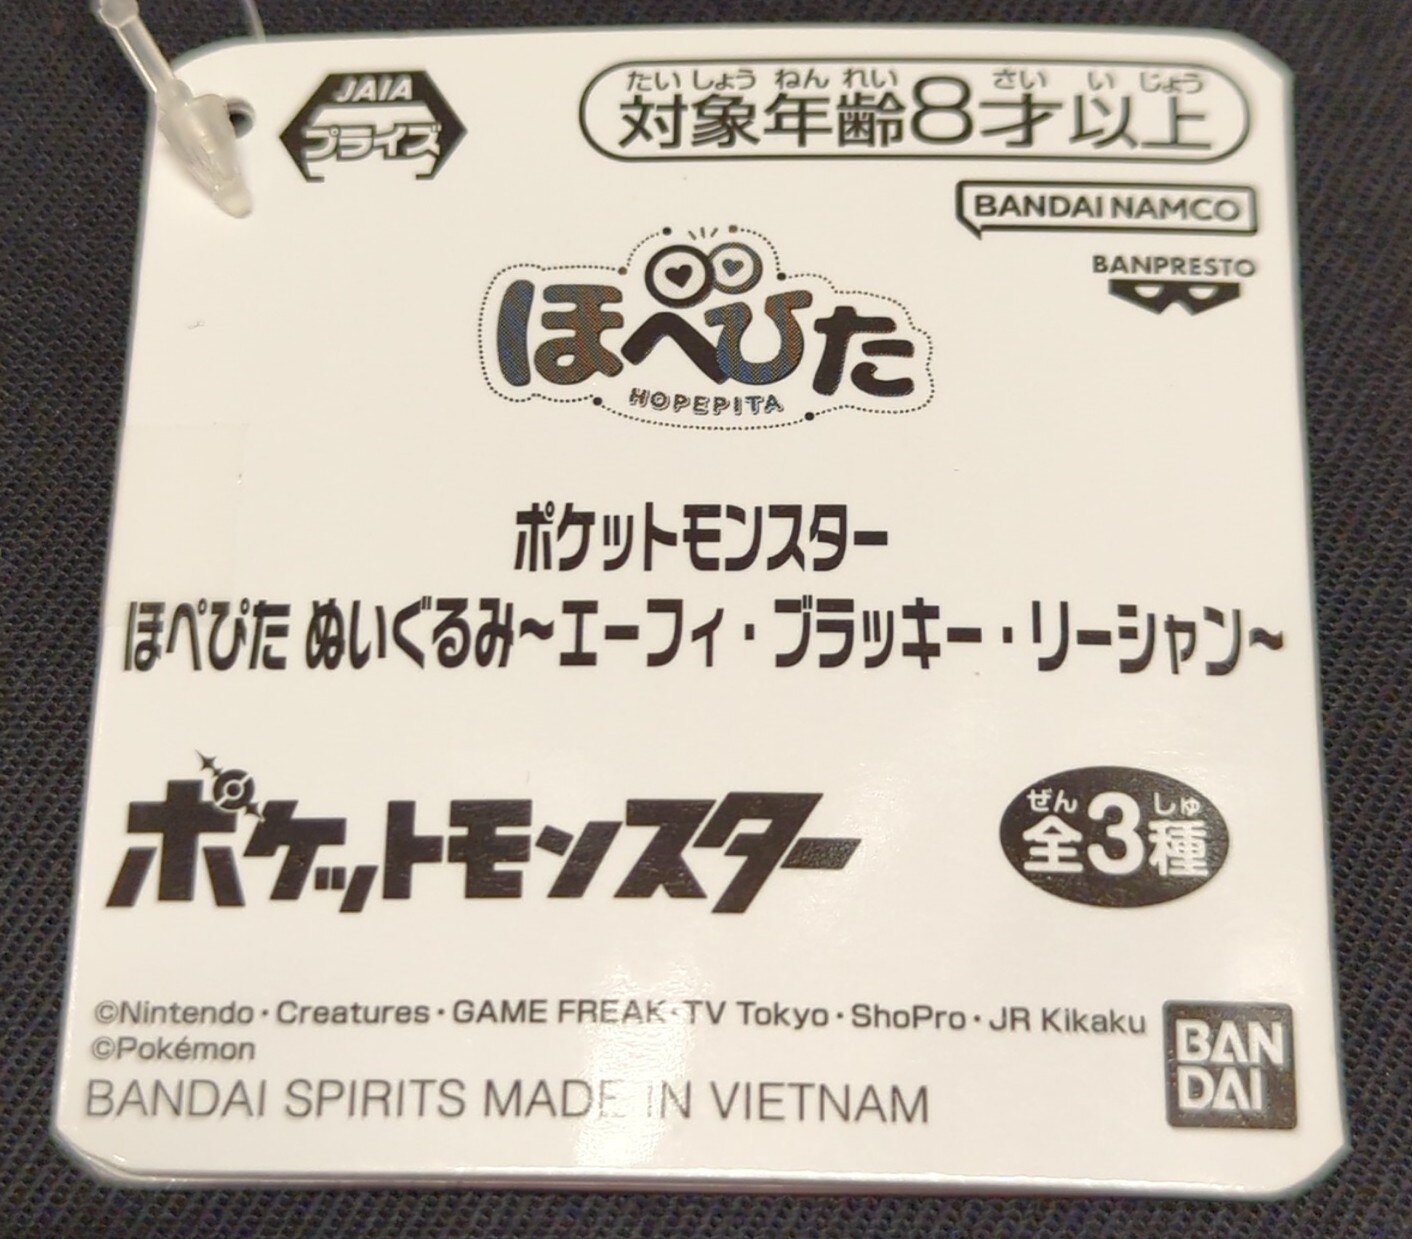 JAIA
プライズ
たいしょうねんれい さいいじょう
対象年齢8才以上
BANDAI NAMCO
BANPRESTO
ほぺぴた
HOPEPITA
ポケットモンスター
ほぺぴた ぬいぐるみ~エーフィ・ブラッキー・リーシャン~
ポケットモンスター
ぜん しゅ
全3種
©Nintendo・Creatures・GAME FREAK・TV Tokyo・ShoPro・JR Kikaku
©Pokémon
BANDAI SPIRITS MADE IN VIETNAM
BAN
DAI